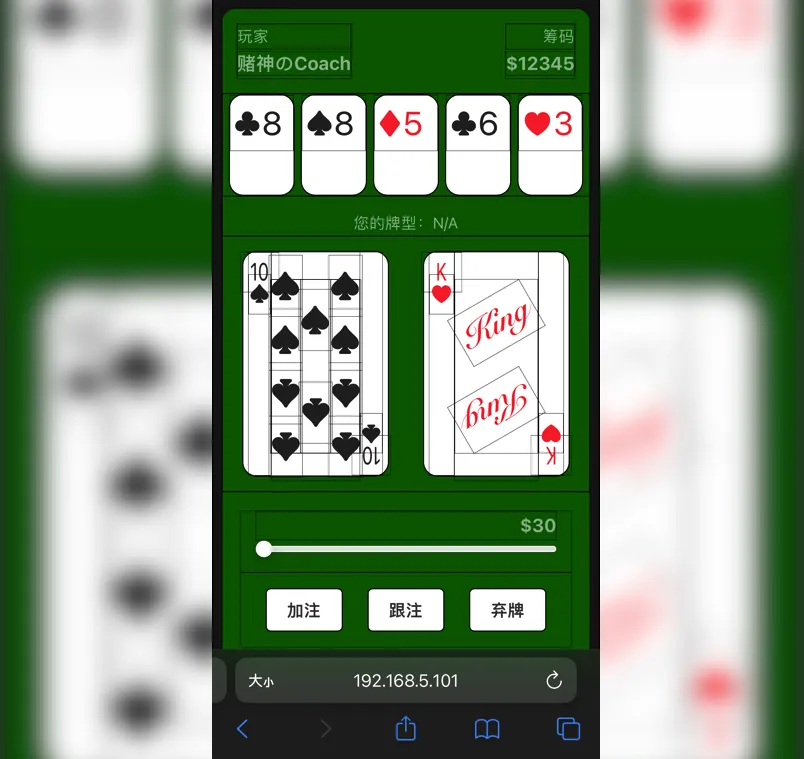 玩家
筹码
赌神のCoach
$12345
8
8
5
6
3
您的牌型：N/A
10
K
King
King
10
K
$30
加注
跟注
弃牌
大小
192.168.5.101